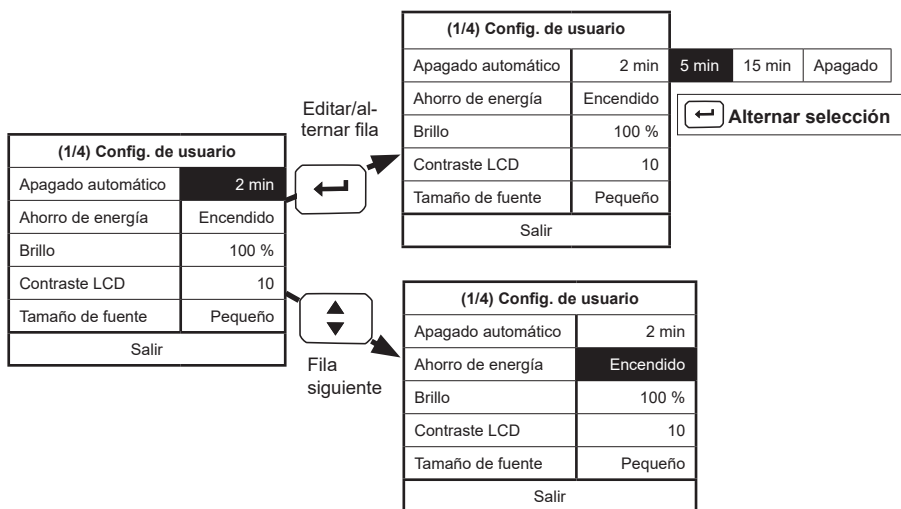 (1/4) Config. de usuario
Apagado automático 2 min 5 min 15 min Apagado
Ahorro de energía Encendido
Brillo 100 %
Contraste LCD 10
Tamaño de fuente Pequeño
Salir
Alternar selección
Editar/al-
ternar fila
(1/4) Config. de usuario
Apagado automático 2 min
Ahorro de energía Encendido
Brillo 100 %
Contraste LCD 10
Tamaño de fuente Pequeño
Salir
Fila
siguiente
(1/4) Config. de usuario
Apagado automático 2 min
Ahorro de energía Encendido
Brillo 100 %
Contraste LCD 10
Tamaño de fuente Pequeño
Salir